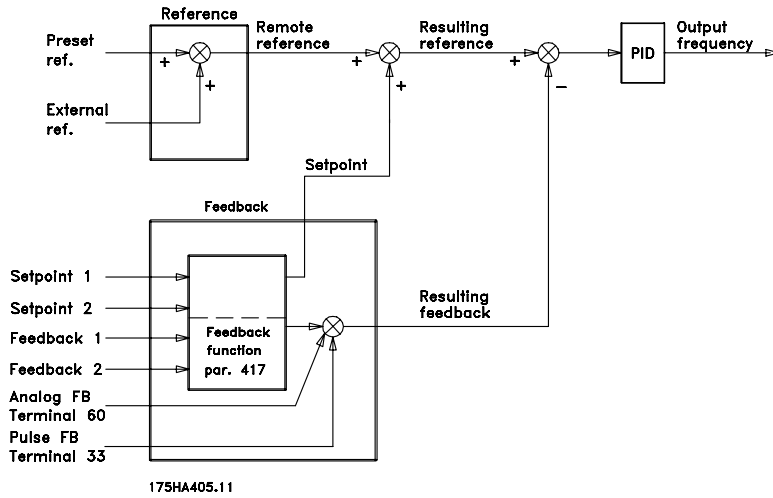 Reference
Preset
ref.
+
+
External
ref.
Remote
reference
+
+
Resulting
reference
+
−
PID
Output
frequency
Setpoint
Feedback
Setpoint 1
Setpoint 2
Feedback 1
Feedback 2
Analog FB
Terminal 60
Pulse FB
Terminal 33
Feedback
function
par. 417
Resulting
feedback
175HA405.11